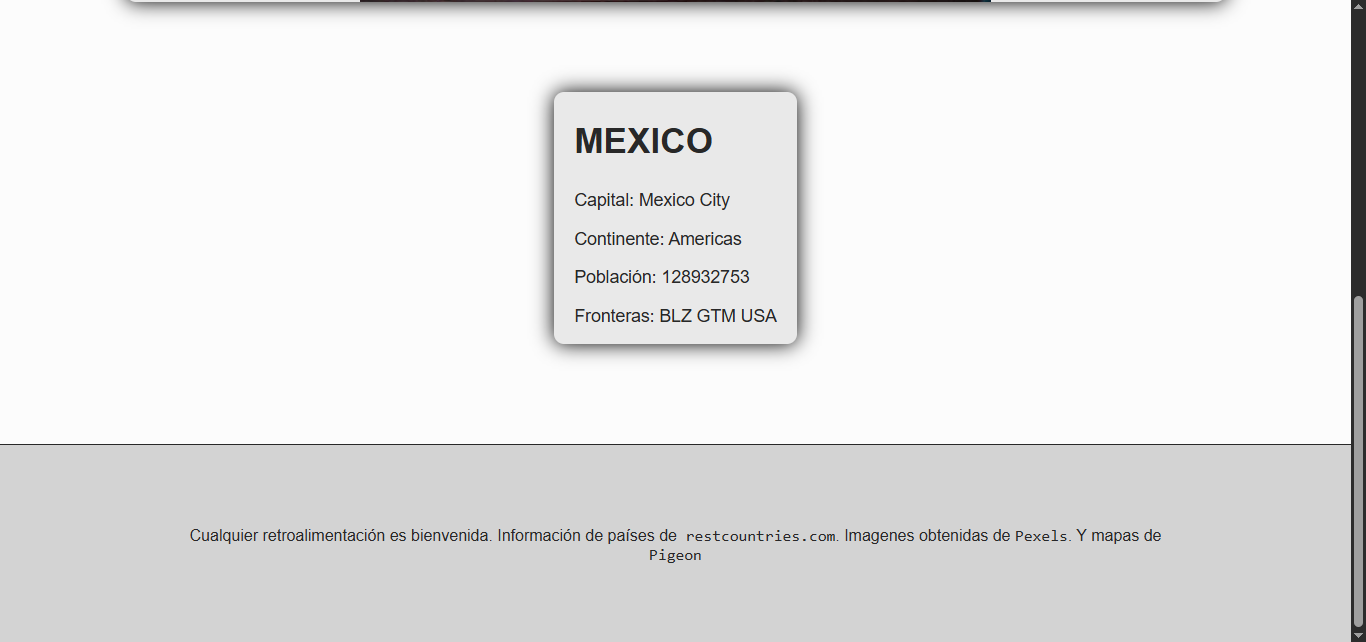 MEXICO
Capital: Mexico City
Continente: Americas
Población: 128932753
Fronteras: BLZ GTM USA
Cualquier retroalimentación es bienvenida. Información de países de restcountries.com. Imagenes obtenidas de Pexels. Y mapas de
Pigeon